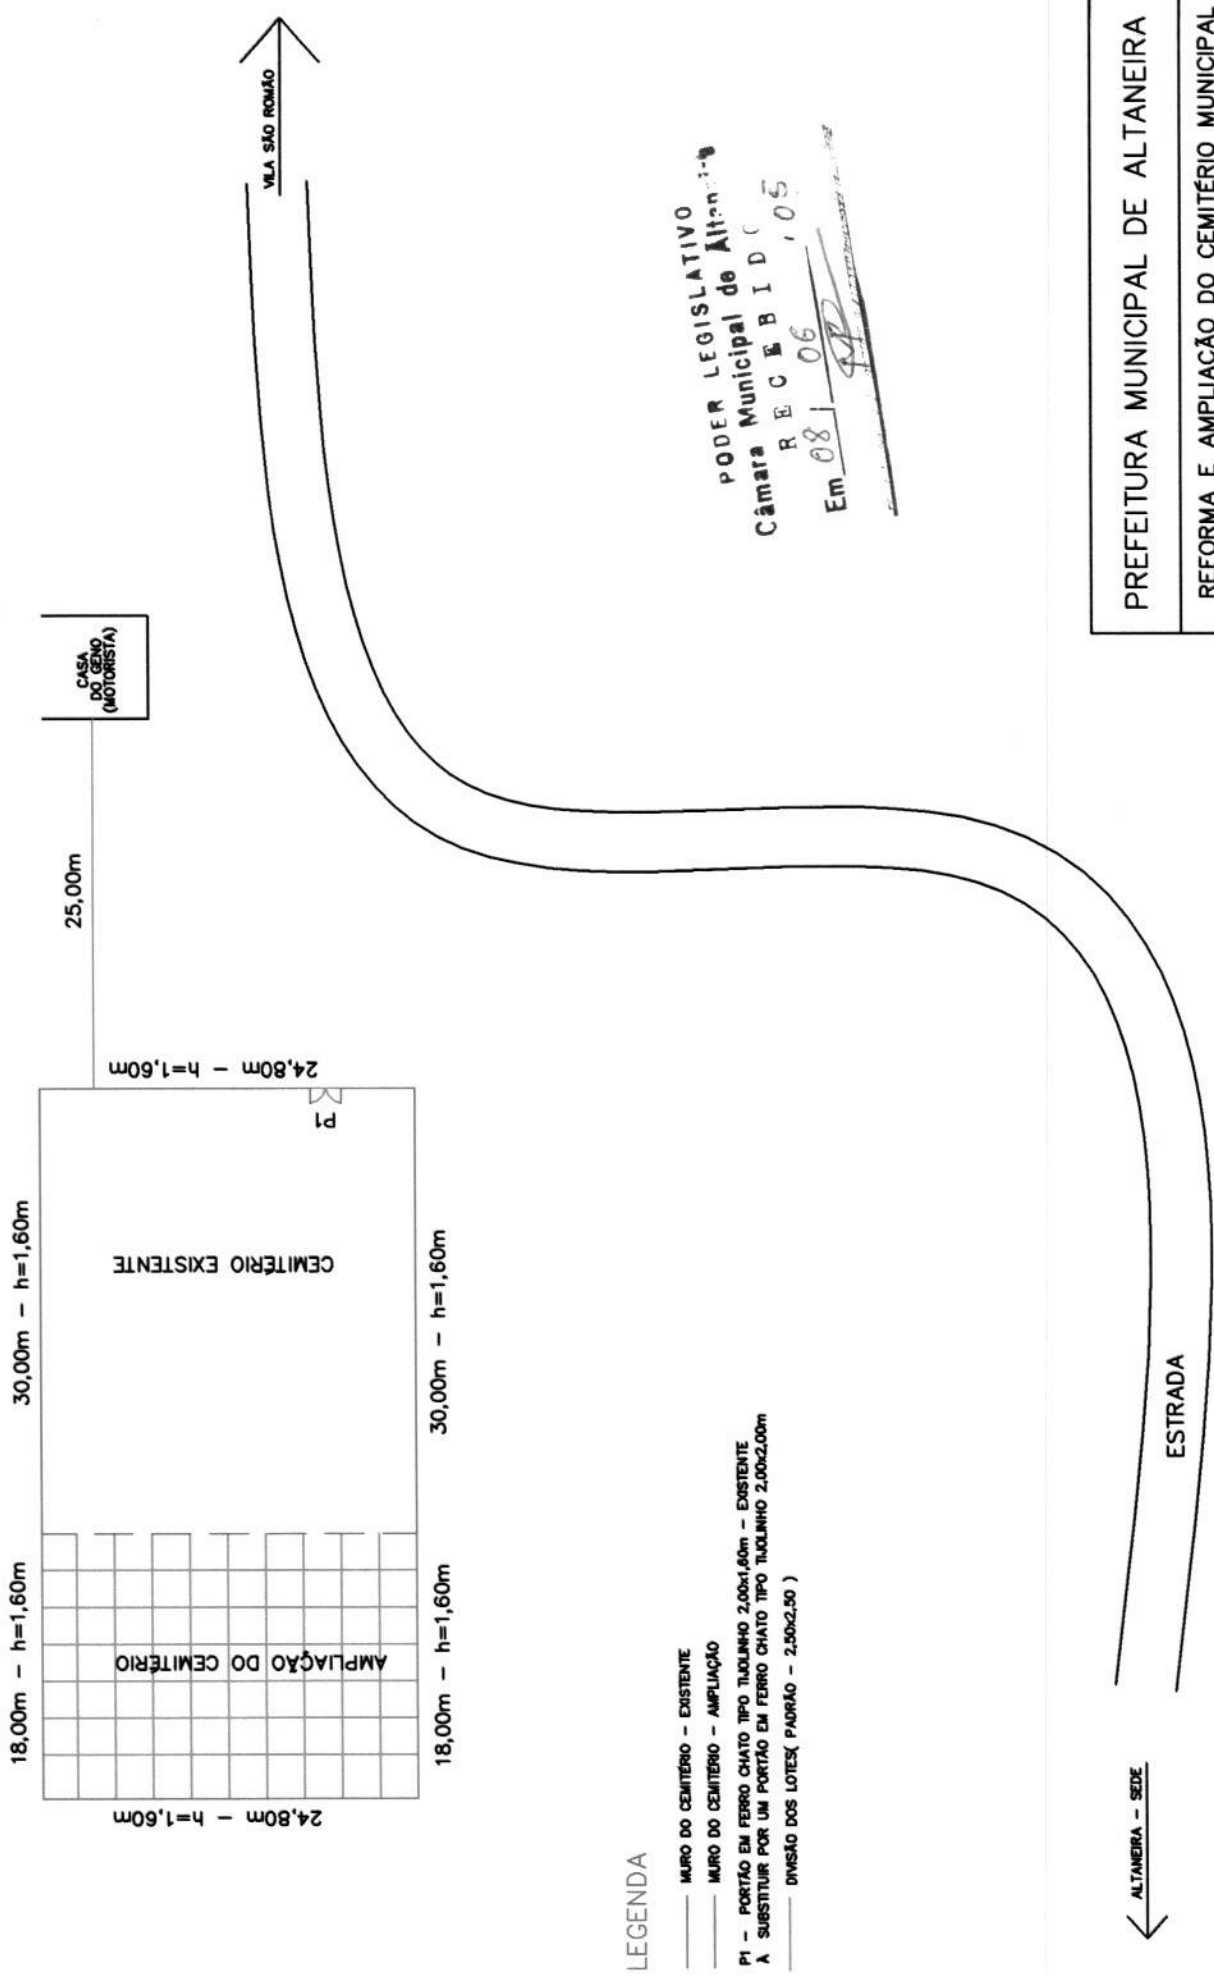 18,00m - h=1,60m
30,00m - h=1,60m
24,80m - h=1,60m
AMPLIAÇÃO DO CEMITÉRIO
CEMITÉRIO EXISTENTE
P1
24,80m - h=1,60m
25,00m
CASA
DO GENO
(MOTORISTA)
18,00m - h=1,60m
30,00m - h=1,60m
VILA SÃO ROMÃO
LEGENDA
MURO DO CEMITÉRIO - EXISTENTE
MURO DO CEMITÉRIO - AMPLIAÇÃO
P1 - PORTÃO EM FERRO CHATO TIPO TIJOLINHO 2,00x1,60m - EXISTENTE
À SUBSTITUIR POR UM PORTÃO EM FERRO CHATO TIPO TIJOLINHO 2,00x2,00m
DIVISÃO DOS LOTES( PADRÃO - 2,50x2,50 )
PODER LEGISLATIVO
Câmara Municipal de
RECEBIDO
Em 08 / 06 / 05
ALTANEIRA - SEDE
ESTRADA
PREFEITURA MUNICIPAL DE ALTANEIRA
REFORMA E AMPLIAÇÃO DO CEMITÉRIO MUNICIPAL